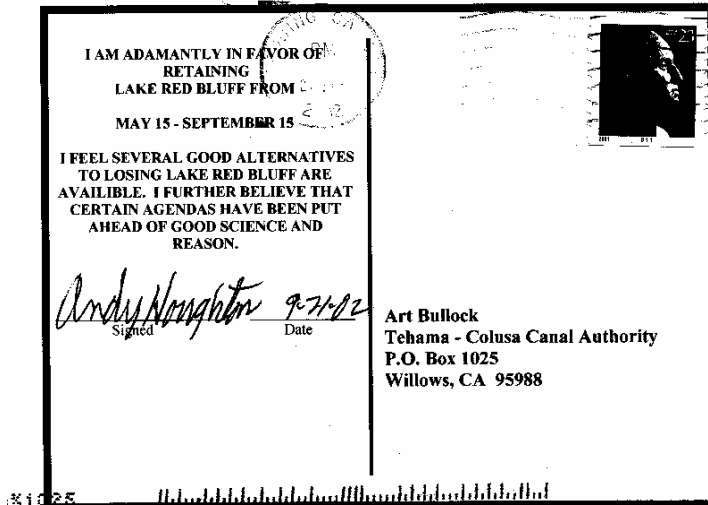 I AM ADAMANTLY IN FAVOR OF
RETAINING
LAKE RED BLUFF FROM
MAY 15 - SEPTEMBER 15
I FEEL SEVERAL GOOD ALTERNATIVES
TO LOSING LAKE RED BLUFF ARE
AVAILIBLE. I FURTHER BELIEVE THAT
CERTAIN AGENDAS HAVE BEEN PUT
AHEAD OF GOOD SCIENCE AND
REASON.
Andy Houghton 9-21-02
Signed Date
CA
PM
23
Art Bullock
Tehama - Colusa Canal Authority
P.O. Box 1025
Willows, CA 95988